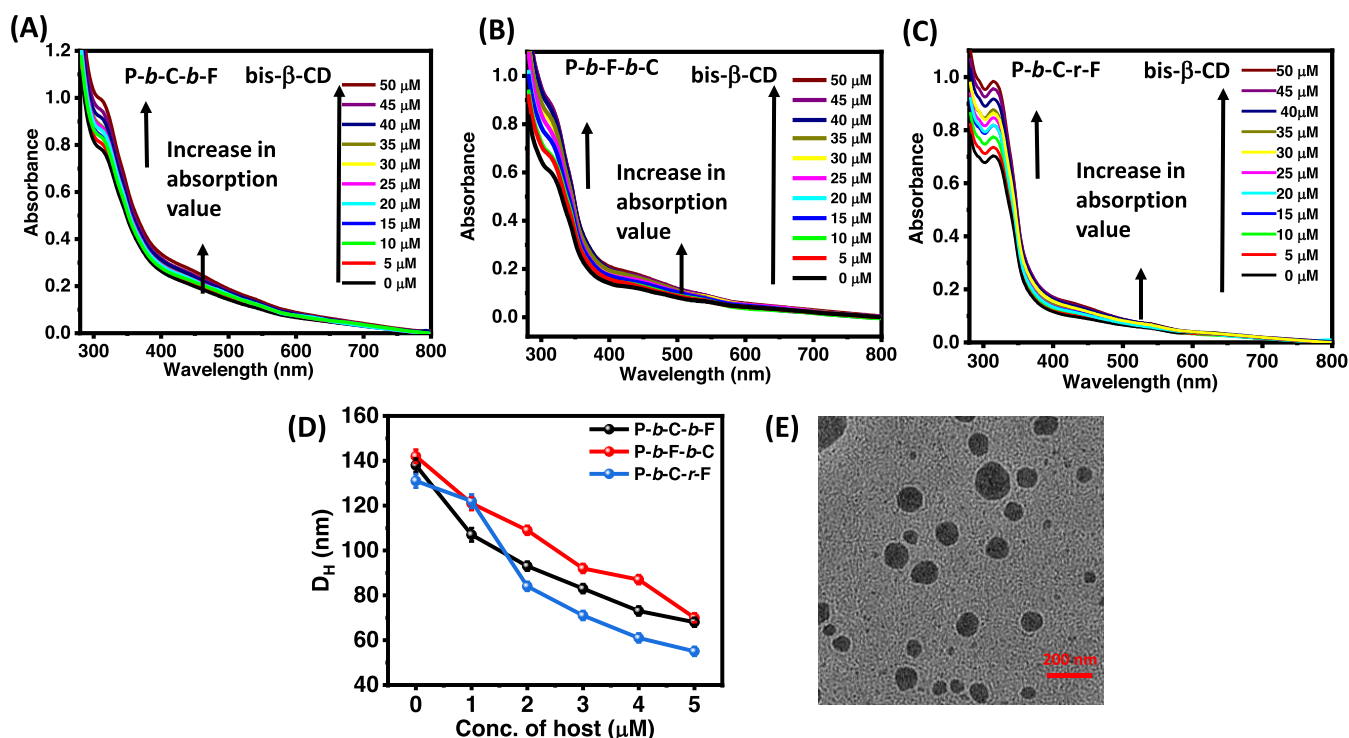 (A)
1.2
1.0
0.8
0.6
0.4
0.2
0.0
Absorbance
300 400 500 600 700 800
Wavelength (nm)
P-b-C-b-F
bis-β-CD
50 μM
45 μM
40 μM
35 μM
30 μM
25 μM
20 μM
15 μM
10 μM
5 μM
0 μM
Increase in
absorption
value
(B)
1.0
0.8
0.6
0.4
0.2
0.0
Absorbance
300 400 500 600 700 800
Wavelength (nm)
P-b-F-b-C
bis-β-CD
50 μM
45 μM
40 μM
35 μM
30 μM
25 μM
20 μM
15 μM
10 μM
5 μM
0 μM
Increase in
absorption
value
(C)
1.0
0.8
0.6
0.4
0.2
0.0
Absorbance
300 400 500 600 700 800
Wavelength (nm)
P-b-C-r-F
bis-β-CD
50 μM
45 μM
40μM
35 μM
30 μM
25 μM
20 μM
15 μM
10 μM
5 μM
0 μM
Increase in
absorption
value
(D)
160
140
120
100
80
60
40
DH (nm)
0 1 2 3 4 5
Conc. of host (μM)
P-b-C-b-F
P-b-F-b-C
P-b-C-r-F
(E)
200 nm